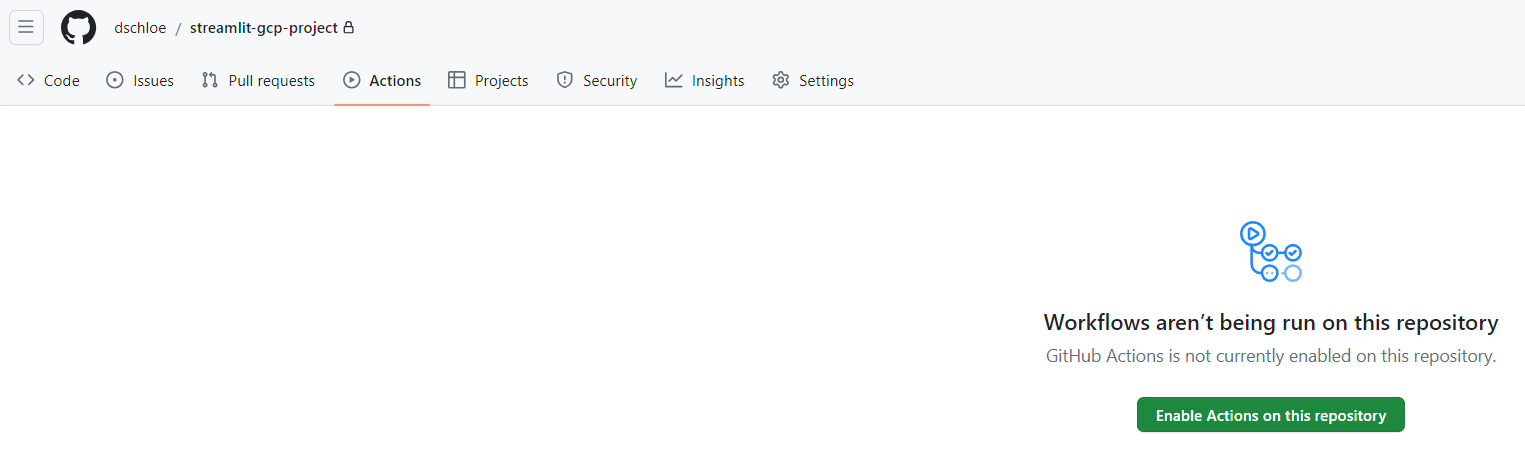 dschloe / streamlit-gcp-project
Code Issues Pull requests Actions Projects Security Insights Settings
Workflows aren’t being run on this repository
GitHub Actions is not currently enabled on this repository.
Enable Actions on this repository